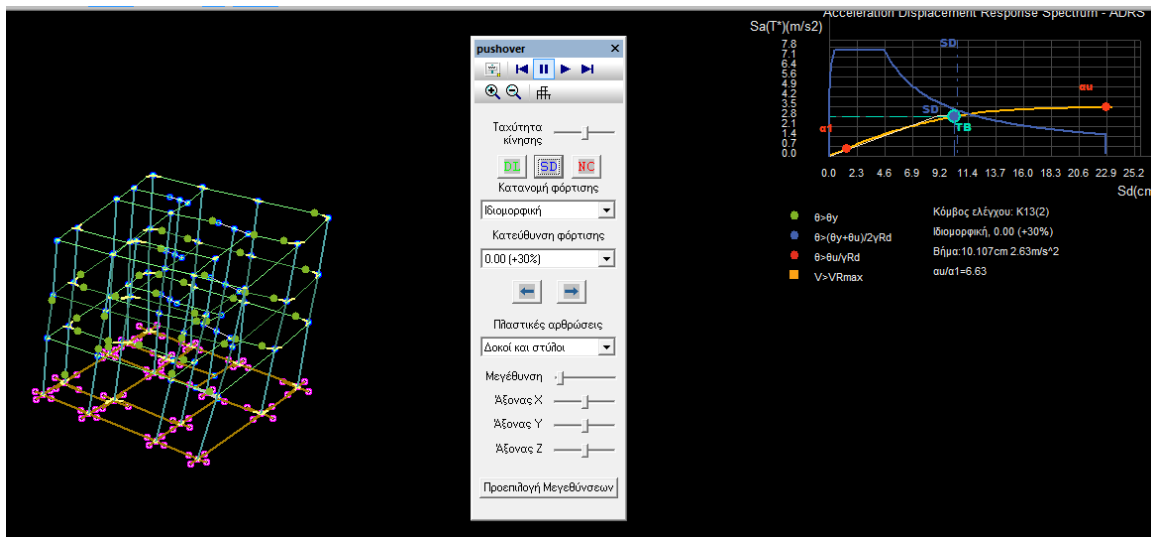 pushover
Ταχύτητα
κίνησης
DI SD NC
Κατανομή φόρτισης
Ιδιομορφική
Κατεύθυνση φόρτισης
0.00 (+30%)
Πλαστικές αρθρώσεις
Δοκοί και στύλοι
Μεγέθυνση
Άξονας X
Άξονας Y
Άξονας Z
Προεπιλογή Μεγεθύνσεων
Acceleration Displacement Response Spectrum - ADRS
Sa(T*)(m/s2)
7.8
7.1
6.4
5.6
4.9
4.2
3.5
2.8
2.1
1.4
0.7
0.0
SD
αu
SD
α1
TB
0.0 2.3 4.6 6.9 9.2 11.4 13.7 16.0 18.3 20.6 22.9 25.2
Sd(cm
θ>θy
θ>(θy+θu)/2γRd
θ>θu/γRd
V>VRmax
Κόμβος ελέγχου: K13(2)
Ιδιομορφική, 0.00 (+30%)
Βήμα:10.107cm 2.63m/s^2
αu/α1=6.63